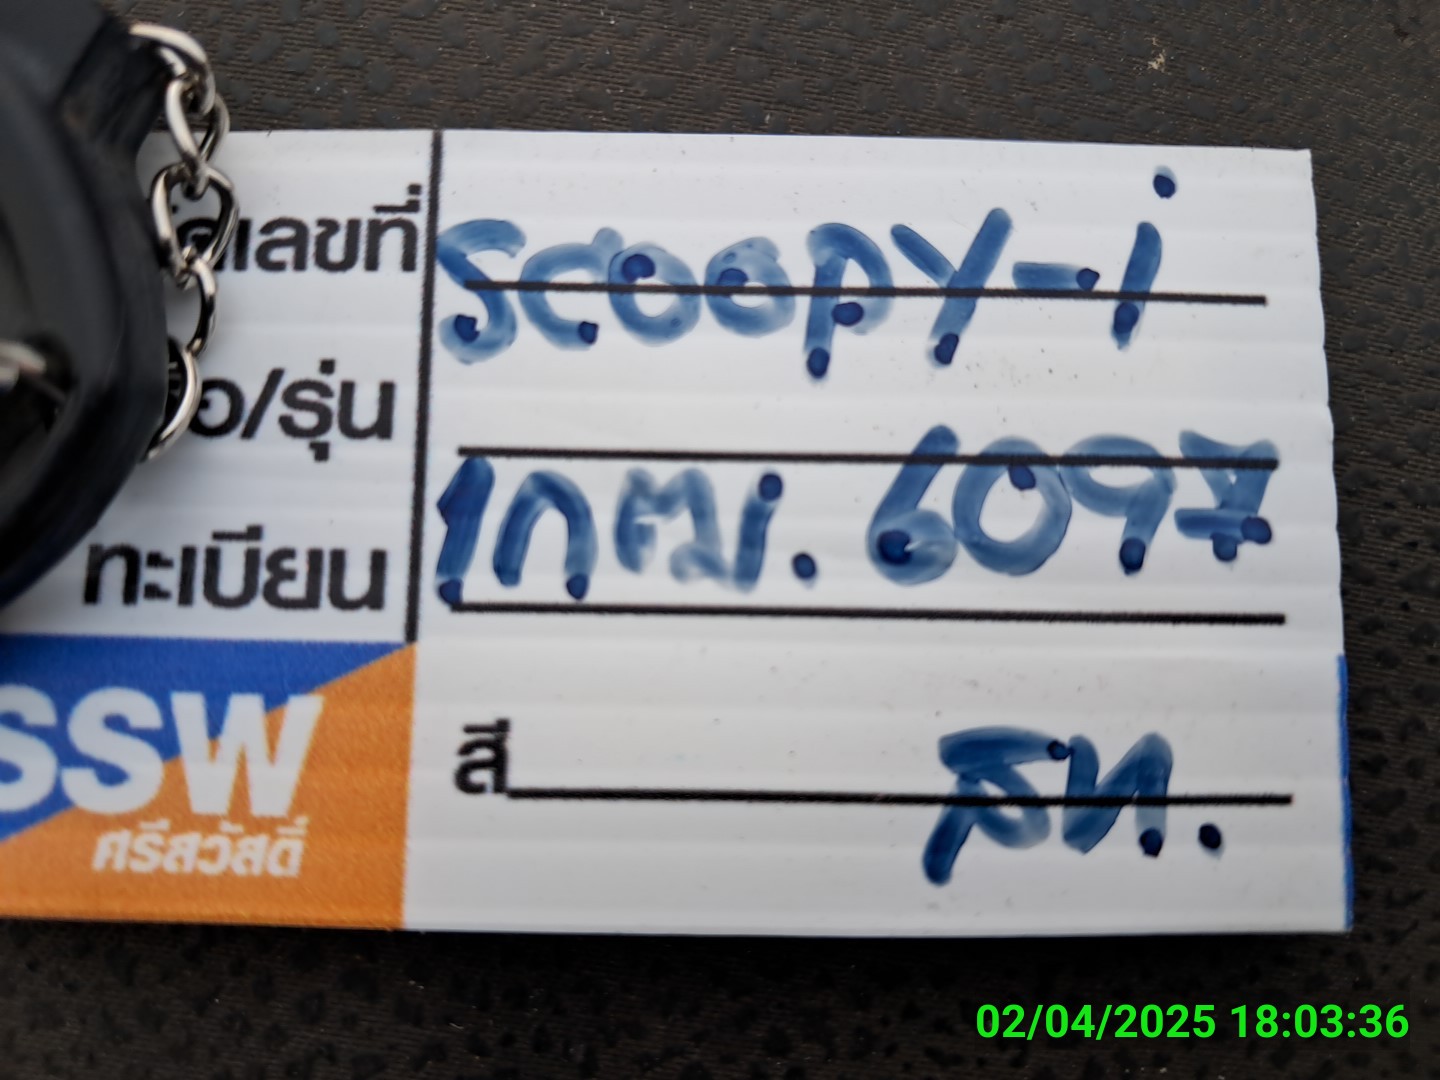 เลขที่ SCOOPY-i
อ/รุ่น
ทะเบียน 1กฒ. 6097
สี สท.
SSW
ศรีสวัสดิ์
02/04/2025 18:03:36